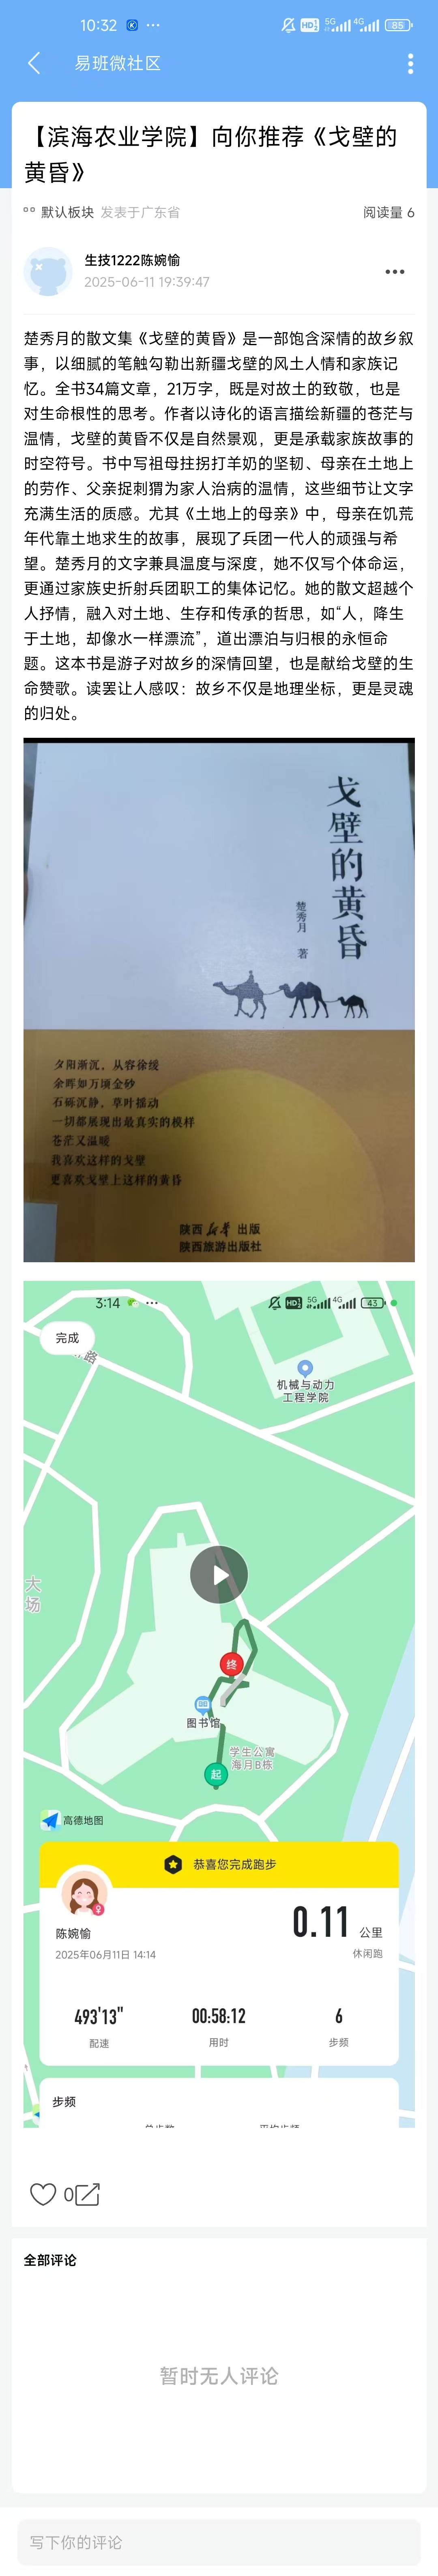 10:32 ···
HD 5G 4G 85
易班微社区
【滨海农业学院】向你推荐《戈壁的
黄昏》
默认板块 发表于广东省 阅读量 6
生技1222陈婉愉
2025-06-11 19:39:47
楚秀月的散文集《戈壁的黄昏》是一部饱含深情的故乡叙
事，以细腻的笔触勾勒出新疆戈壁的风土人情和家族记
忆。全书34篇文章，21万字，既是对故土的致敬，也是
对生命根性的思考。作者以诗化的语言描绘新疆的苍茫与
温情，戈壁的黄昏不仅是自然景观，更是承载家族故事的
时空符号。书中写祖母拄拐打羊奶的坚韧、母亲在土地上
的劳作、父亲捉刺猬为家人治病的温情，这些细节让文字
充满生活的质感。尤其《土地上的母亲》中，母亲在饥荒
年代靠土地求生的故事，展现了兵团一代人的顽强与希
望。楚秀月的文字兼具温度与深度，她不仅写个体命运，
更通过家族史折射兵团职工的集体记忆。她的散文超越个
人抒情，融入对土地、生存和传承的哲思，如“人，降生
于土地，却像水一样漂流”，道出漂泊与归根的永恒命
题。这本书是游子对故乡的深情回望，也是献给戈壁的生
命赞歌。读罢让人感叹：故乡不仅是地理坐标，更是灵魂
的归处。
戈壁的黄昏
楚秀月 著
夕阳渐沉，从容徐缓
余晖如万顷金砂
石砾沉静，草叶摇动
一切都展现出最真实的模样
苍茫又温暖
我喜欢这样的戈壁
更喜欢戈壁上这样的黄昏
陕西新华出版
陕西旅游出版社
3:14 ···
HD 5G 4G 43
完成
路
机械与动力
工程学院
大
场
终
图书馆
学生公寓
海月B栋
起
高德地图
恭喜您完成跑步
陈婉愉
2025年06月11日 14:14
0.11 公里
休闲跑
493'13" 00:58:12 6
配速 用时 步频
步频
总步数 平均步频
0
全部评论
暂时无人评论
写下你的评论